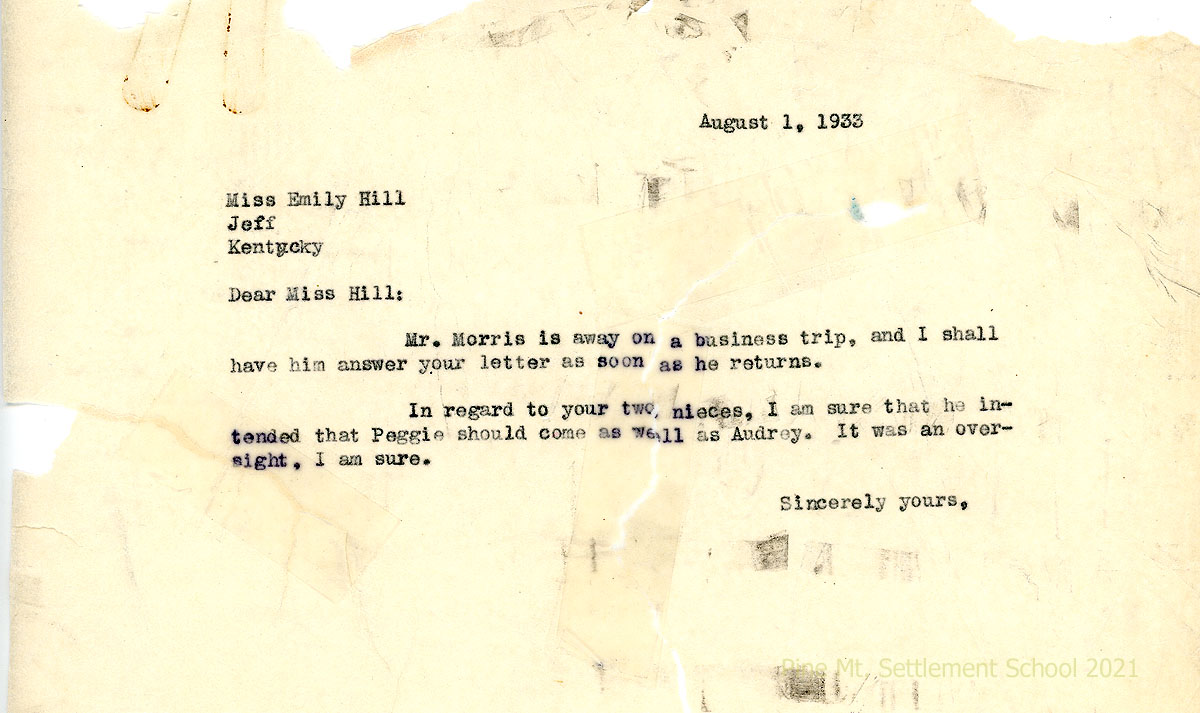 August 1, 1933
Miss Emily Hill
Jeff
Kentucky
Dear Miss Hill:
Mr. Morris is away on a business trip, and I shall
have him answer your letter as soon as he returns.
In regard to your two nieces, I am sure that he in-
tended that Peggie should come as well as Audrey. It was an over-
sight, I am sure.
Sincerely yours,
Pine Mt. Settlement School 2021